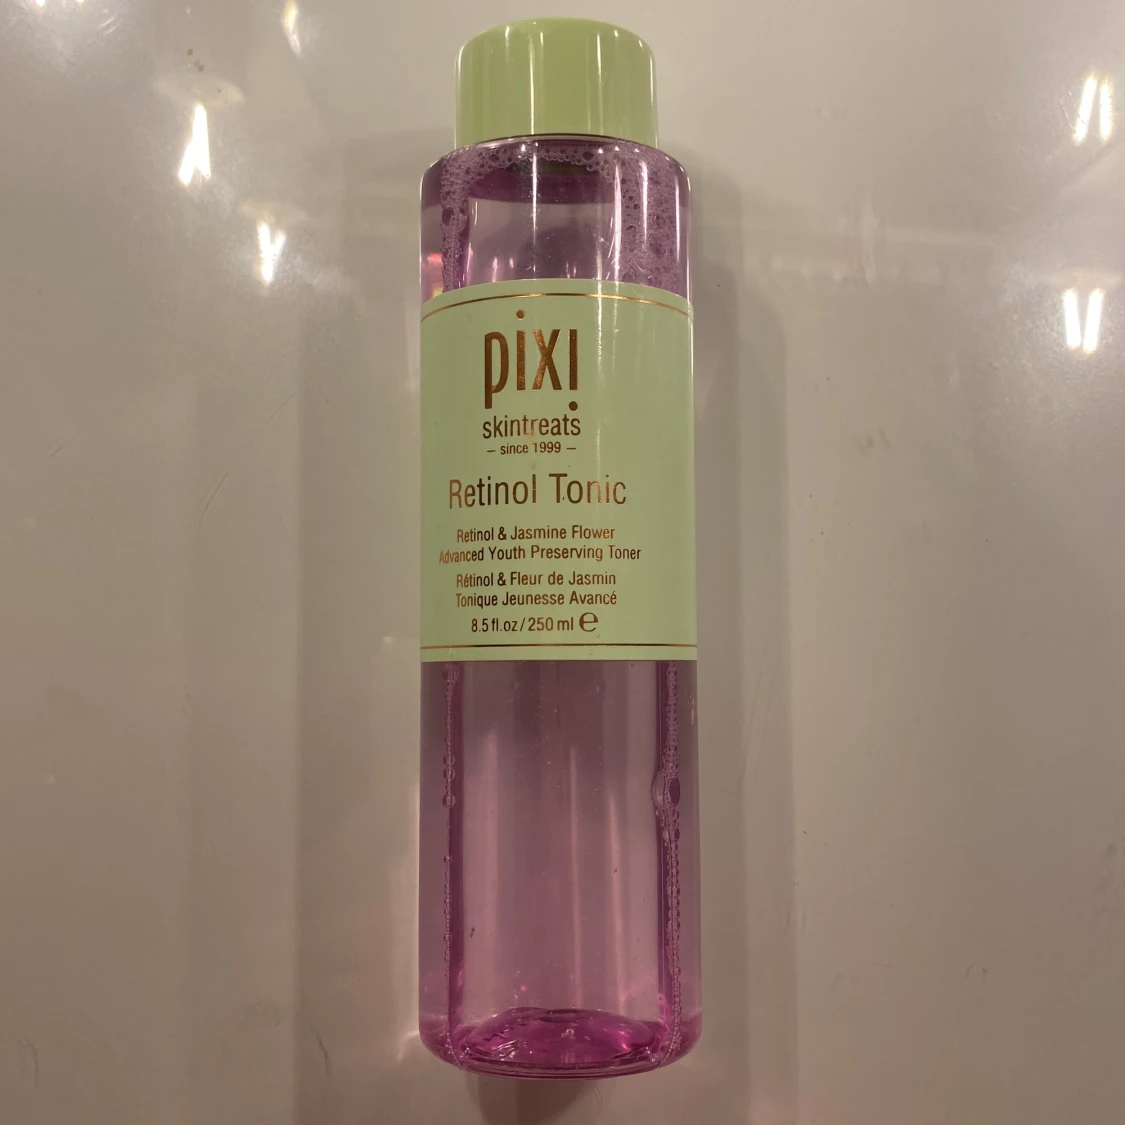 pixi
skintreats
– since 1999 –
Retinol Tonic
Retinol & Jasmine Flower
Advanced Youth Preserving Toner
Rétinol & Fleur de Jasmin
Tonique Jeunesse Avancé
8.5 fl.oz / 250 ml ℮